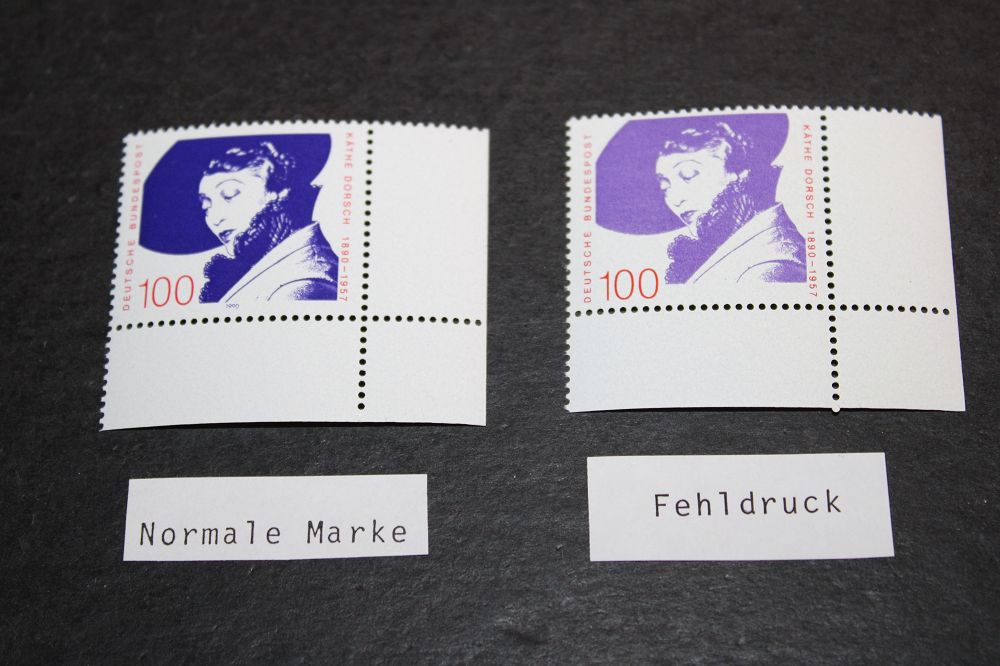 DEUTSCHE BUNDESPOST
KÄTHE DORSCH 1890-1957
100
1990
Normale Marke
DEUTSCHE BUNDESPOST
KÄTHE DORSCH 1890-1957
100
Fehldruck